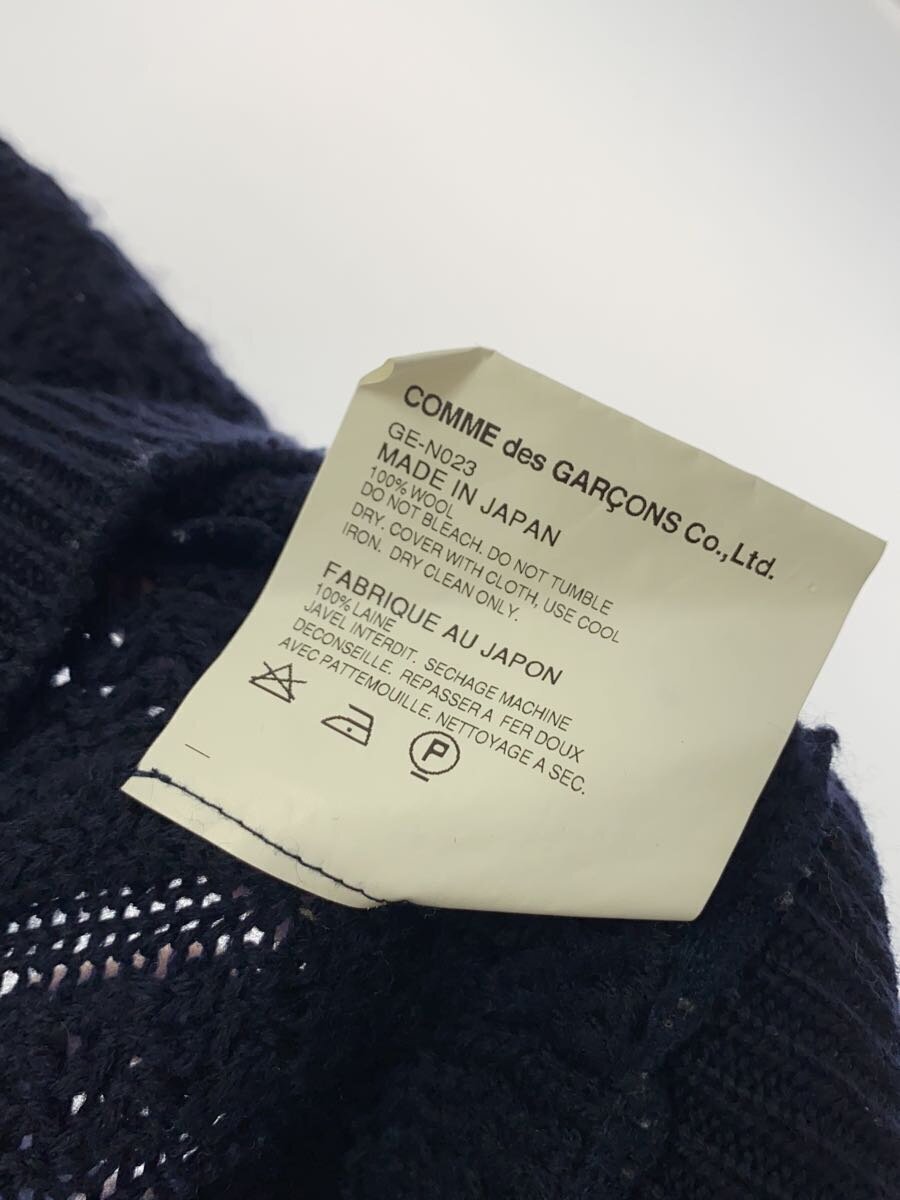 COMME des GARÇONS Co.,Ltd.
GE-N023
MADE IN JAPAN
100% WOOL
DO NOT BLEACH. DO NOT TUMBLE
DRY. COVER WITH CLOTH, USE COOL
IRON. DRY CLEAN ONLY.
FABRIQUE AU JAPON
100% LAINE
JAVEL INTERDIT. SECHAGE MACHINE
DECONSEILLE. REPASSER A FER DOUX
AVEC PATTEMOUILLE. NETTOYAGE A SEC.
P